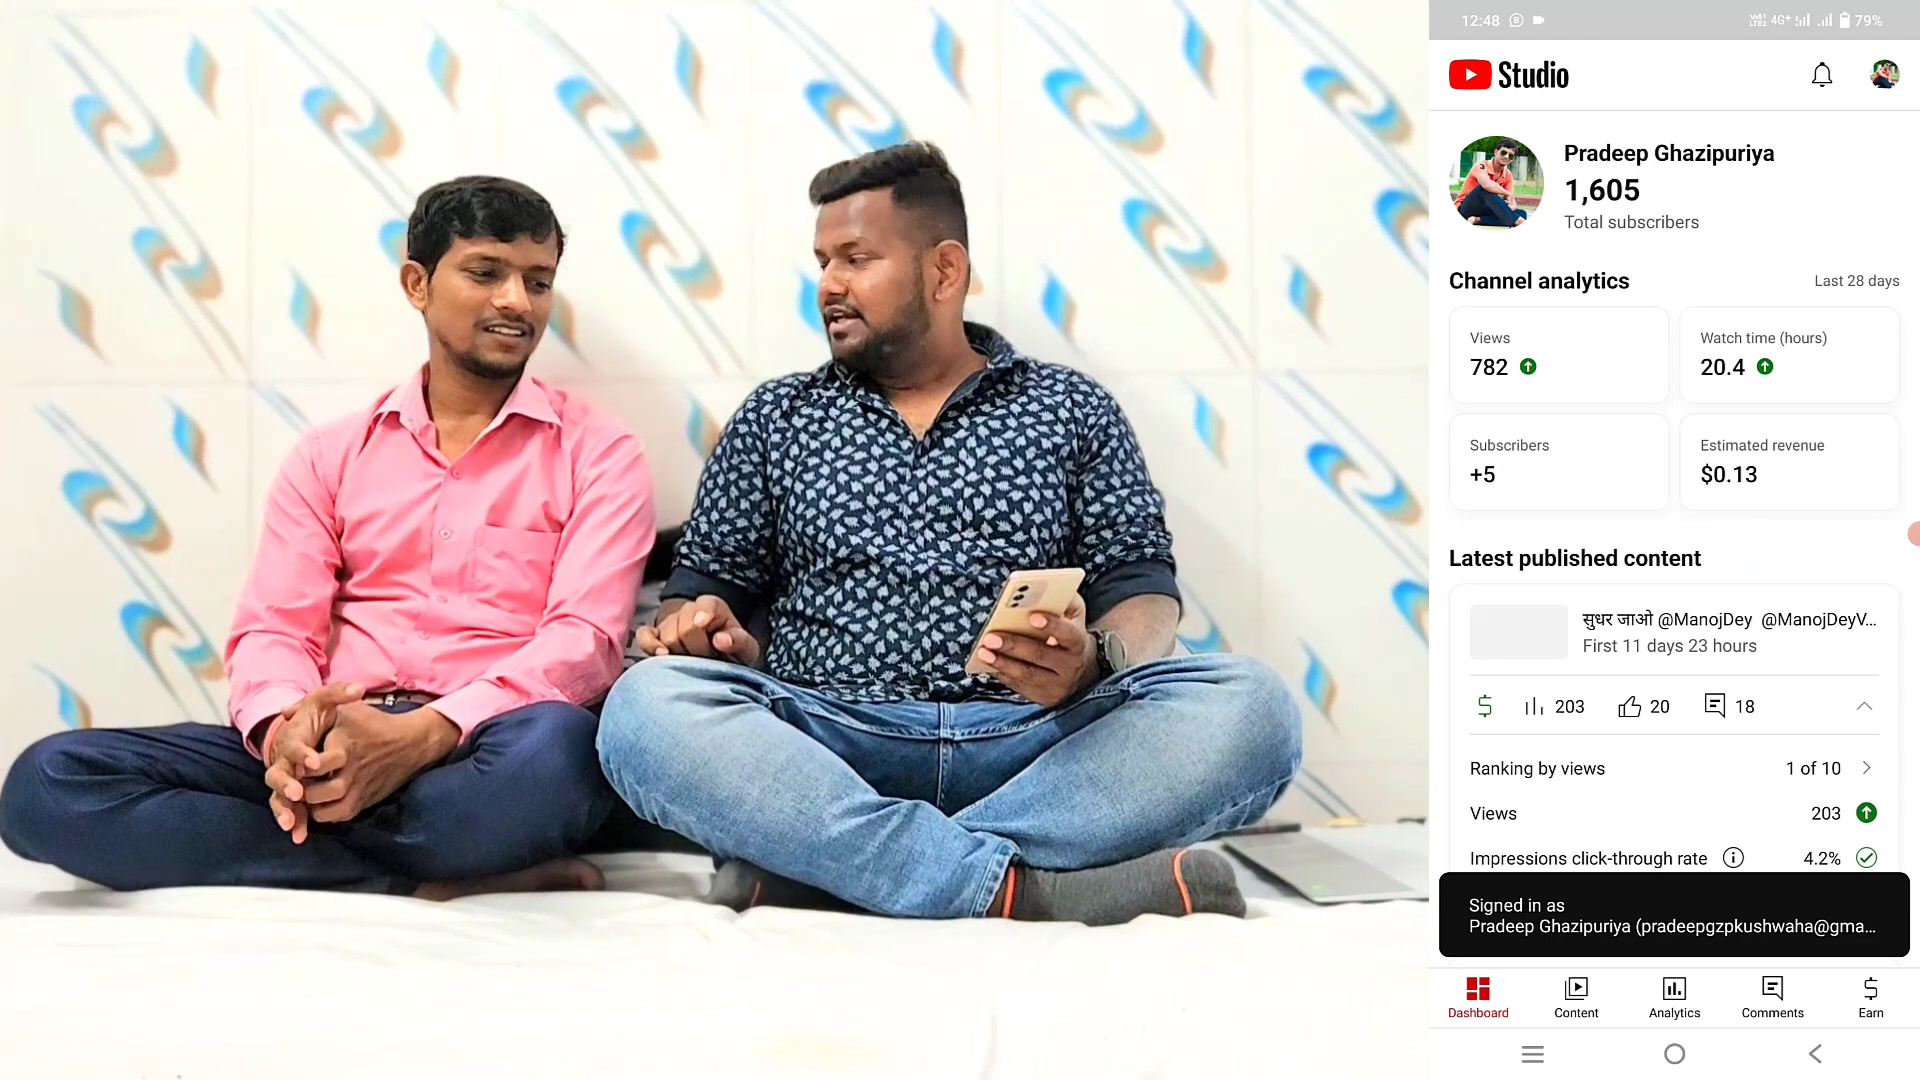 12:48
4G+ 79%
Studio
Pradeep Ghazipuriya
1,605
Total subscribers
Channel analytics
Last 28 days
Views
782
Watch time (hours)
20.4
Subscribers
+5
Estimated revenue
$0.13
Latest published content
सुधर जाओ @ManojDey @ManojDeyV...
First 11 days 23 hours
203 20 18
Ranking by views 1 of 10
Views 203
Impressions click-through rate 4.2%
Signed in as
Pradeep Ghazipuriya (pradeepgzpkushwaha@gma...
Dashboard Content Analytics Comments Earn